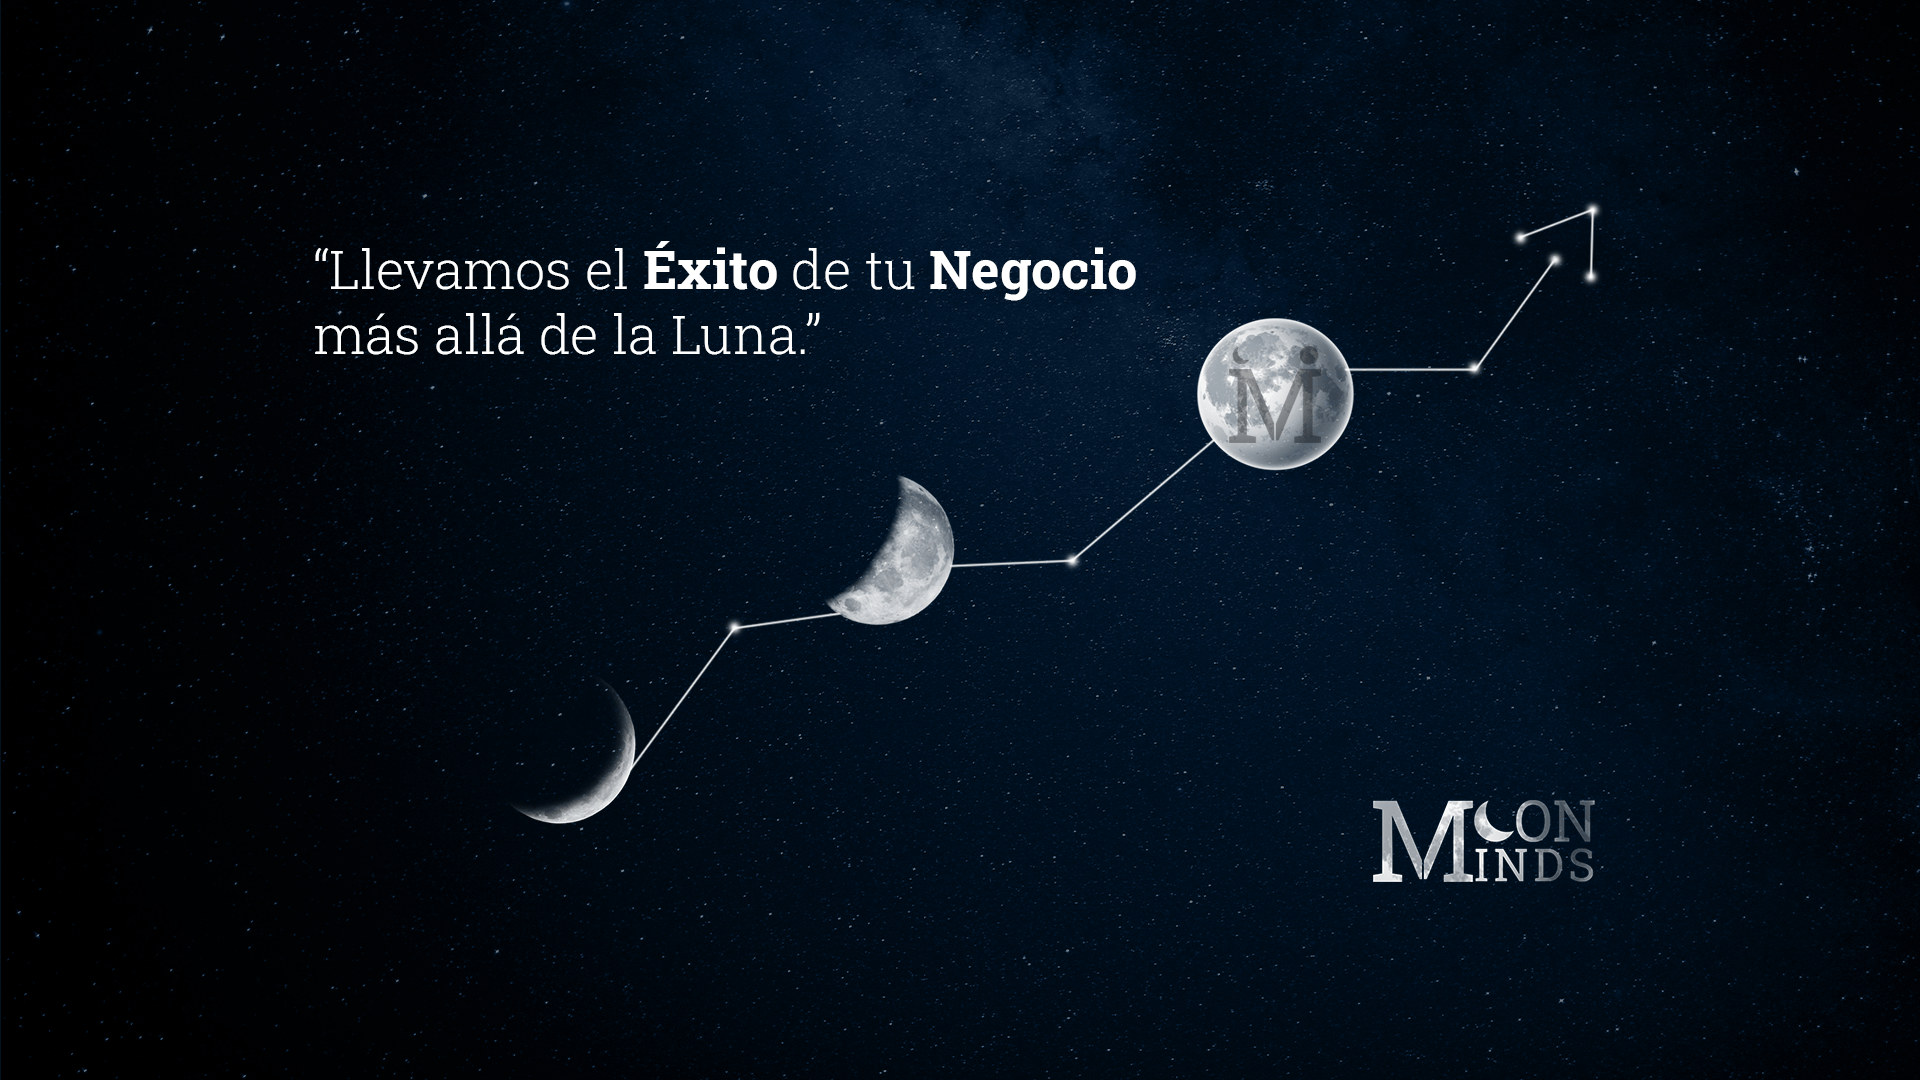 “Llevamos el Éxito de tu Negocio
más allá de la Luna.”
M
MOON
MINDS